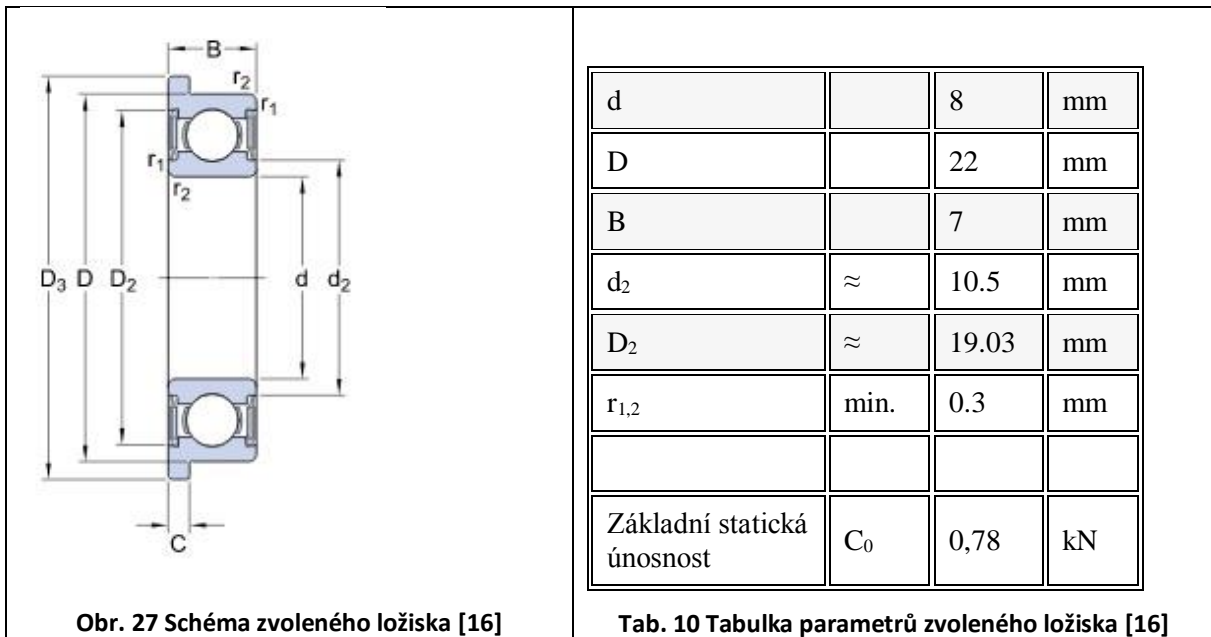 B
r₂
r₁
r₁
r₂
D₃ D D₂ d d₂
C
Obr. 27 Schéma zvoleného ložiska [16]
d 8 mm
D 22 mm
B 7 mm
d₂ ≈ 10.5 mm
D₂ ≈ 19.03 mm
r₁,₂ min. 0.3 mm
Základní statická
únosnost C₀ 0,78 kN
Tab. 10 Tabulka parametrů zvoleného ložiska [16]